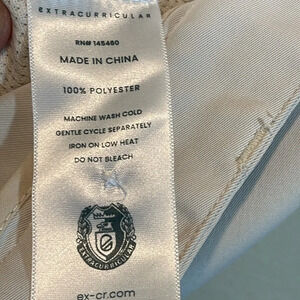 EXTRACURRICULAR
RN# 145460
MADE IN CHINA
100% POLYESTER
MACHINE WASH COLD
GENTLE CYCLE SEPARATELY
IRON ON LOW HEAT
DO NOT BLEACH
EXTRACURRICULAR
ex-cr.com